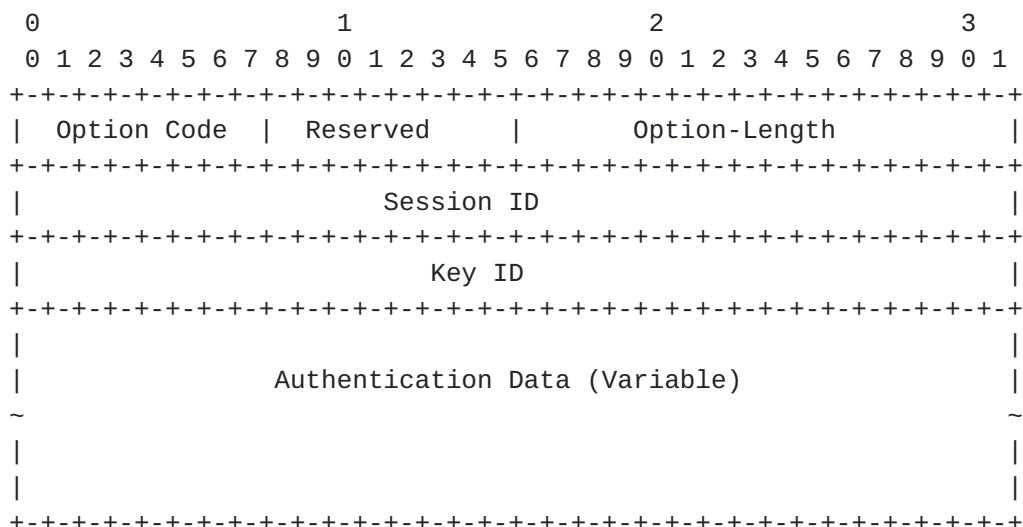 0                   1                   2                   3
 0 1 2 3 4 5 6 7 8 9 0 1 2 3 4 5 6 7 8 9 0 1 2 3 4 5 6 7 8 9 0 1
+-+-+-+-+-+-+-+-+-+-+-+-+-+-+-+-+-+-+-+-+-+-+-+-+-+-+-+-+-+-+-+-+
|  Option Code  |  Reserved     |       Option-Length           |
+-+-+-+-+-+-+-+-+-+-+-+-+-+-+-+-+-+-+-+-+-+-+-+-+-+-+-+-+-+-+-+-+
|                       Session ID                              |
+-+-+-+-+-+-+-+-+-+-+-+-+-+-+-+-+-+-+-+-+-+-+-+-+-+-+-+-+-+-+-+-+
|                          Key ID                               |
+-+-+-+-+-+-+-+-+-+-+-+-+-+-+-+-+-+-+-+-+-+-+-+-+-+-+-+-+-+-+-+-+
|                                                               |
|                Authentication Data (Variable)                 |
~                                                               ~
|                                                               |
|                                                               |
+-+-+-+-+-+-+-+-+-+-+-+-+-+-+-+-+-+-+-+-+-+-+-+-+-+-+-+-+-+-+-+-+